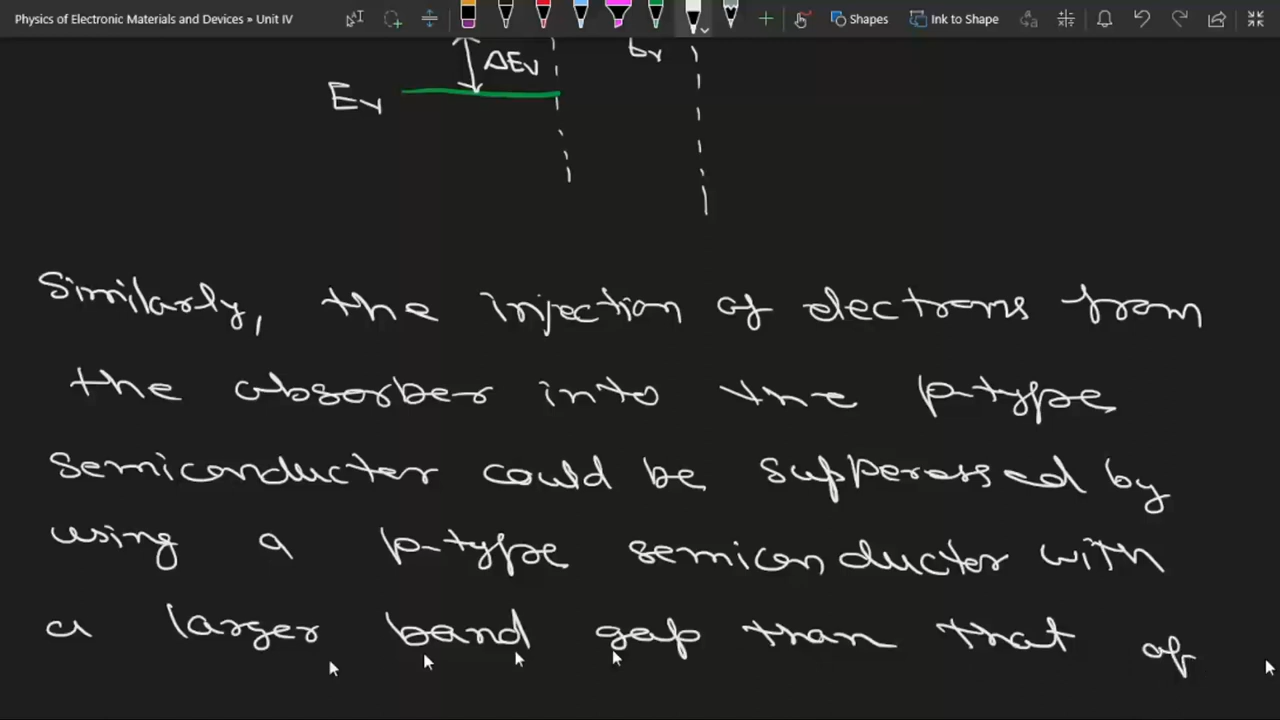 Physics of Electronic Materials and Devices » Unit IV
Shapes
Ink to Shape
ΔEv
Ev
Similarly, the injection of electrons from
the absorber into the p-type
semiconductor could be supperessed by
using a p-type semiconductor with
a larger band gap than that of